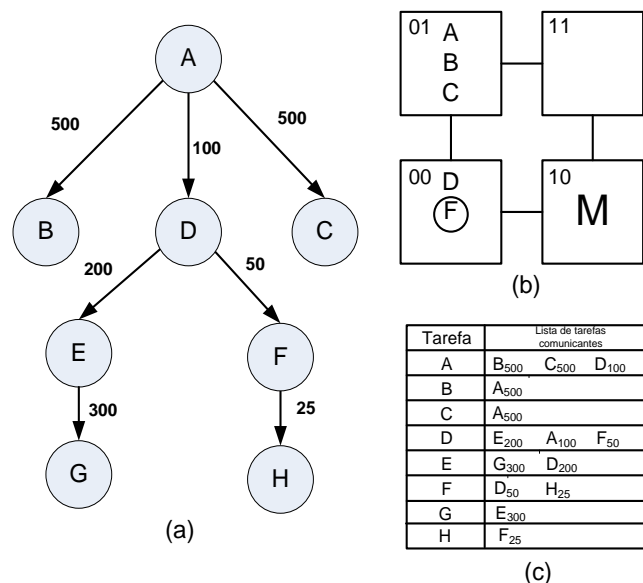 A
500
100
500
B
D
C
200
50
E
F
300
25
G
H
(a)
01
A
B
C
11
00
D
F
10
M
(b)
Tarefa Lista de tarefas comunicantes
A B500 C500 D100
B A500
C A500
D E200 A100 F50
E G300 D200
F D50 H25
G E300
H F25
(c)